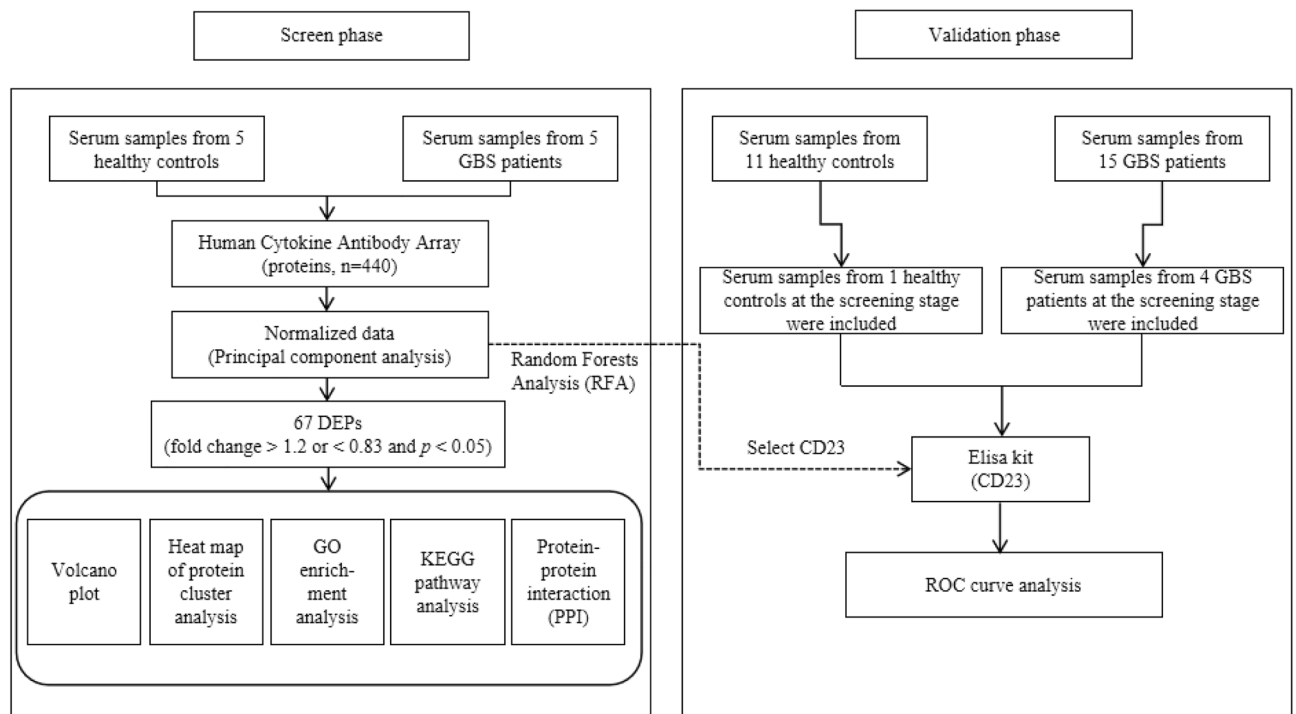 Screen phase
Validation phase
Serum samples from 5
healthy controls
Serum samples from 5
GBS patients
Human Cytokine Antibody Array
(proteins, n=440)
Normalized data
(Principal component analysis)
67 DEPs
(fold change > 1.2 or < 0.83 and p < 0.05)
Volcano
plot
Heat map
of protein
cluster
analysis
GO
enrich-
ment
analysis
KEGG
pathway
analysis
Protein-
protein
interaction
(PPI)
Random Forests
Analysis (RFA)
Select CD23
Serum samples from
11 healthy controls
Serum samples from
15 GBS patients
Serum samples from 1 healthy
controls at the screening stage
were included
Serum samples from 4 GBS
patients at the screening stage
were included
Elisa kit
(CD23)
ROC curve analysis